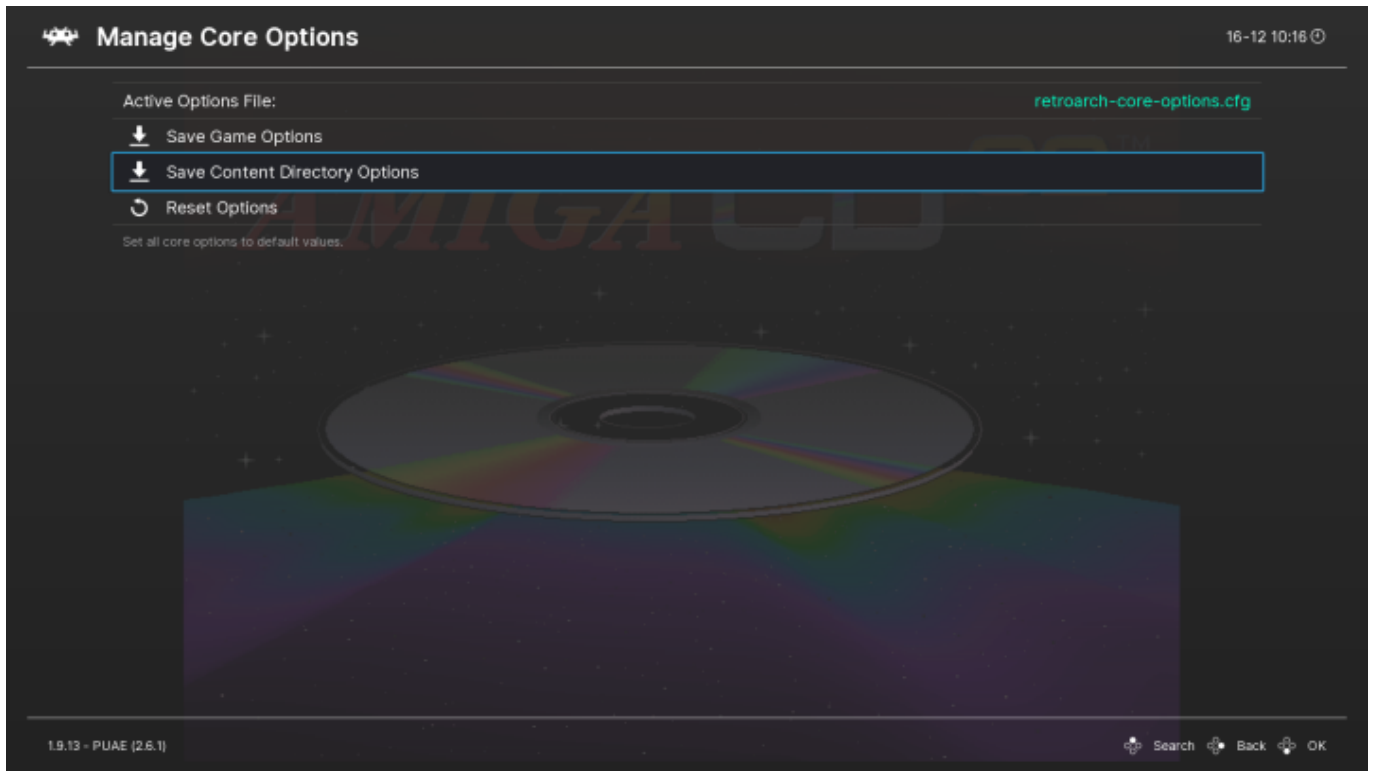 Manage Core Options
16-12 10:16
Active Options File: retroarch-core-options.cfg
Save Game Options
Save Content Directory Options
Reset Options
Set all core options to default values.
AMIGA CD32 TM
1.9.13 - PUAE (2.6.1)
Search Back OK